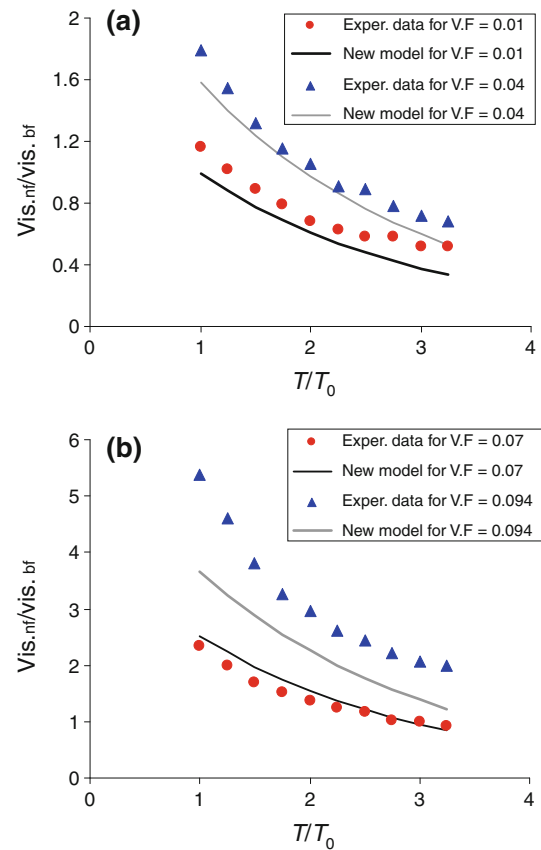 (a)
Exper. data for V.F = 0.01
New model for V.F = 0.01
Exper. data for V.F = 0.04
New model for V.F = 0.04
Vis.nf/vis. bf
2
1.6
1.2
0.8
0.4
0
0 1 2 3 4
T/T0
(b)
Exper. data for V.F = 0.07
New model for V.F = 0.07
Exper. data for V.F = 0.094
New model for V.F = 0.094
Vis.nf/vis. bf
6
5
4
3
2
1
0
0 1 2 3 4
T/T0